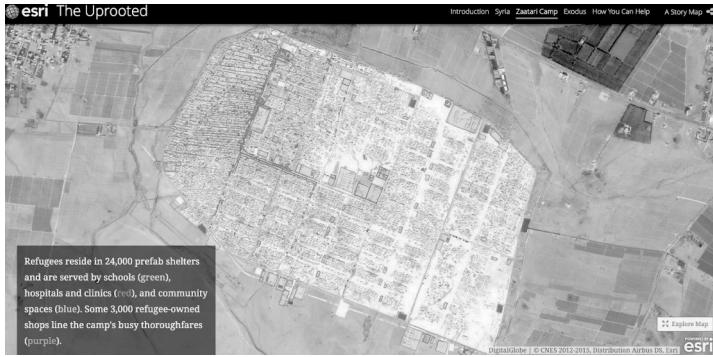 esri The Uprooted
Introduction Syria Zaatari Camp Exodus How You Can Help A Story Map
Refugees reside in 24,000 prefab shelters
and are served by schools (green),
hospitals and clinics (red), and community
spaces (blue). Some 3,000 refugee-owned
shops line the camp's busy thoroughfares
(purple).
Explore Map
DigitalGlobe | © CNES 2012-2015, Distribution Airbus DS, Esri
POWERED BY
esri